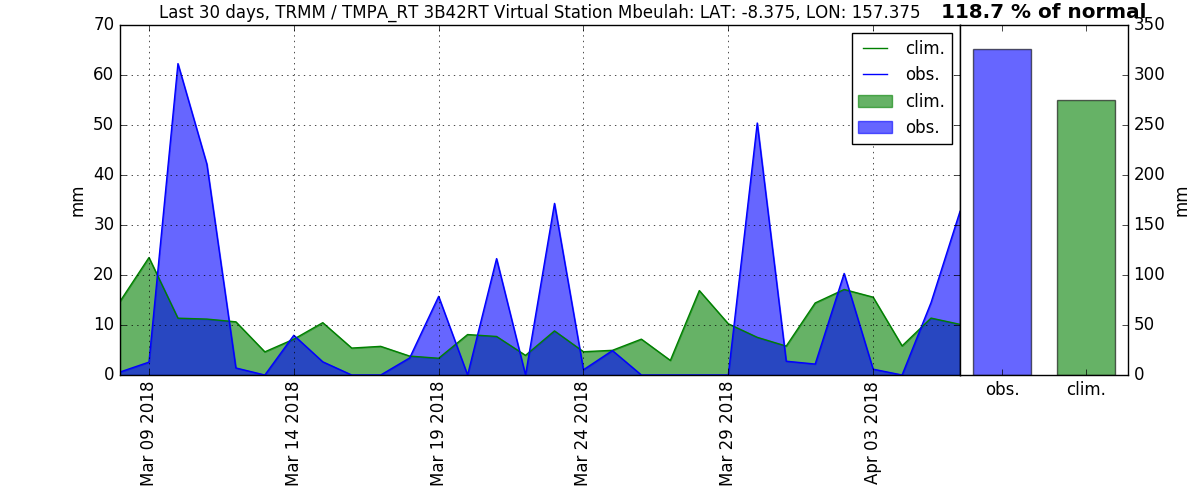 Last 30 days, TRMM / TMPA_RT 3B42RT Virtual Station Mbeulah: LAT: -8.375, LON: 157.375
118.7 % of normal
70
60
50
40
30
20
10
0
mm
clim.
obs.
clim.
obs.
350
300
250
200
150
100
50
0
mm
Mar 09 2018
Mar 14 2018
Mar 19 2018
Mar 24 2018
Mar 29 2018
Apr 03 2018
obs.
clim.